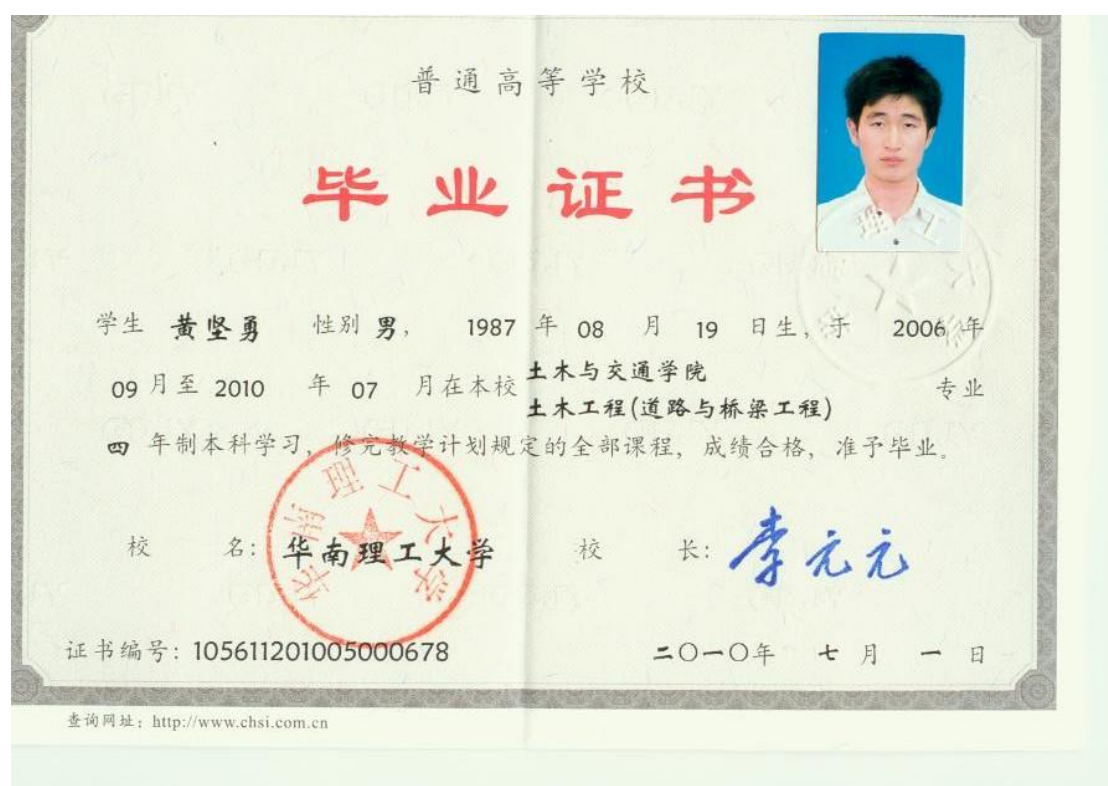 普通高等学校
毕业证书
学生 黄坚勇 性别 男, 1987 年 08 月 19 日生, 于 2006 年
09 月至 2010 年 07 月在本校 土木与交通学院
土木工程(道路与桥梁工程) 专业
四 年制本科学习, 修完教学计划规定的全部课程, 成绩合格, 准予毕业。
华南理工大学
校 名: 华南理工大学 校 长: 李元元
证书编号: 105611201005000678 二〇一〇年 七 月 一 日
查询网址: http://www.chsi.com.cn